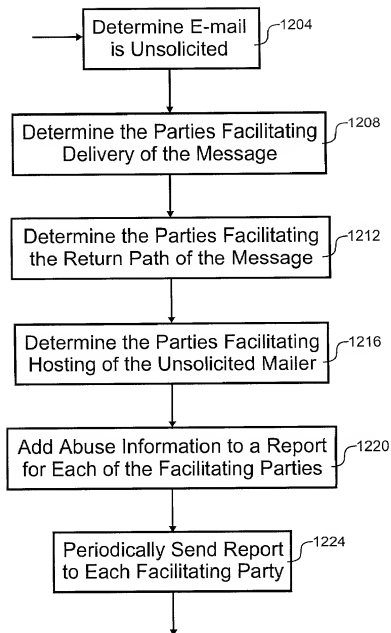 Determine E-mail
is Unsolicited
1204
Determine the Parties Facilitating
Delivery of the Message
1208
Determine the Parties Facilitating
the Return Path of the Message
1212
Determine the Parties Facilitating
Hosting of the Unsolicited Mailer
1216
Add Abuse Information to a Report
for Each of the Facilitating Parties
1220
Periodically Send Report
to Each Facilitating Party
1224